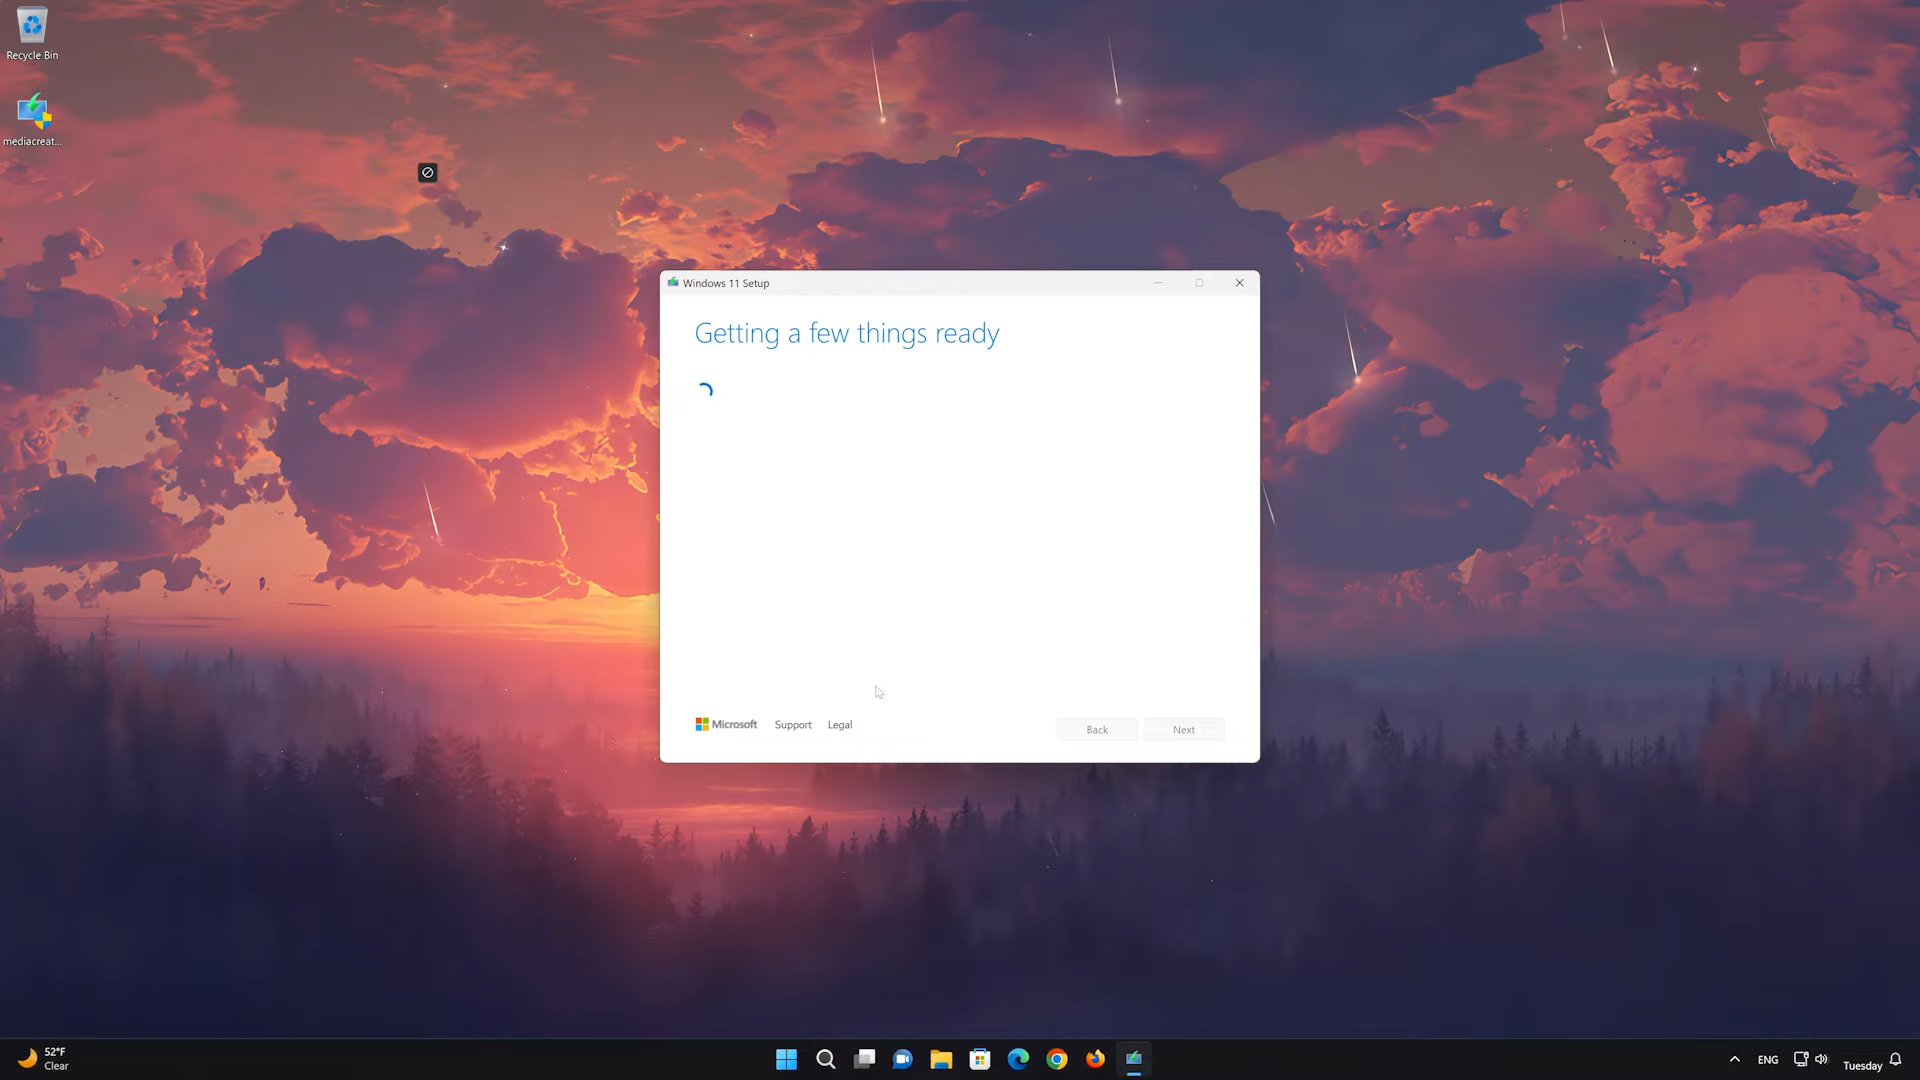 Recycle Bin
mediacreat...
Windows 11 Setup
Getting a few things ready
Microsoft
Support
Legal
Back
Next
52°F
Clear
ENG
Tuesday